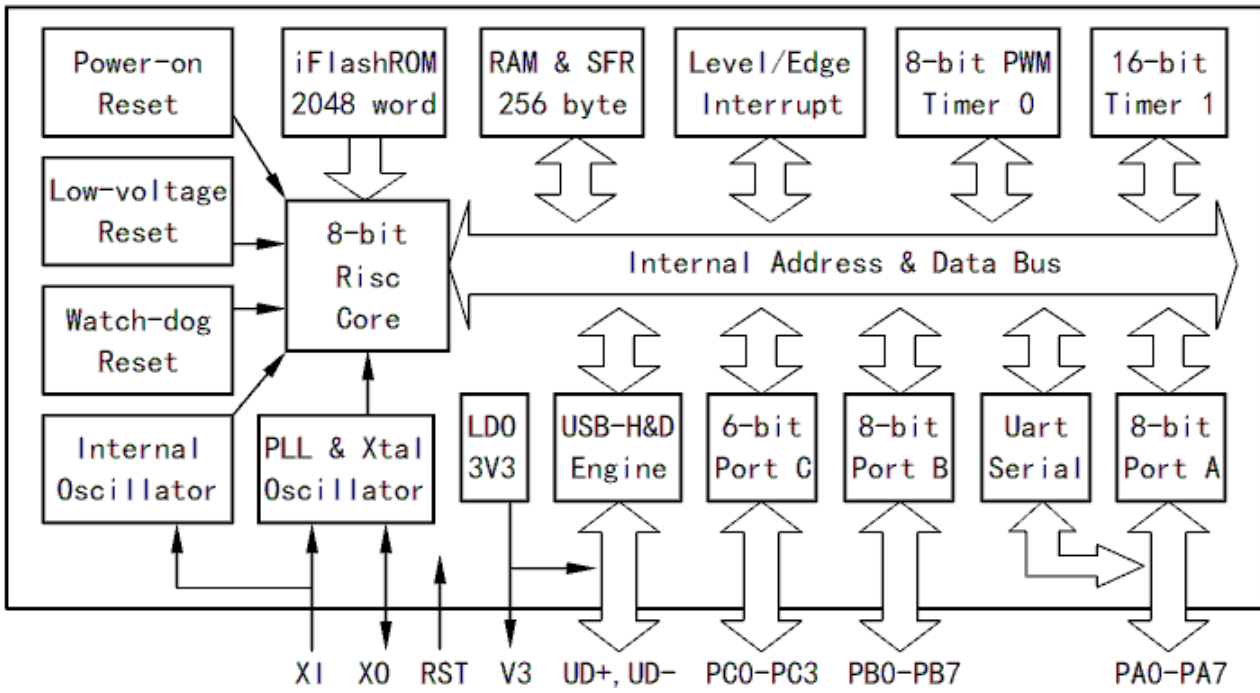 Power-on
Reset
iFlashROM
2048 word
RAM & SFR
256 byte
Level/Edge
Interrupt
8-bit PWM
Timer 0
16-bit
Timer 1
Low-voltage
Reset
8-bit
Risc
Core
Internal Address & Data Bus
Watch-dog
Reset
Internal
Oscillator
PLL & Xtal
Oscillator
LDO
3V3
USB-H&D
Engine
6-bit
Port C
8-bit
Port B
Uart
Serial
8-bit
Port A
XI
XO
RST
V3
UD+, UD-
PC0-PC3
PB0-PB7
PA0-PA7